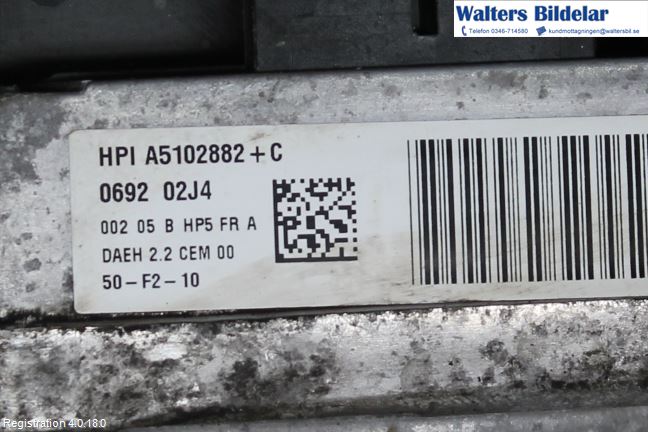 Walters Bildelar
Telefon 0346-714580 kundmottagningen@waltersbil.se
HPI A5102882+C
0692 02J4
002 05 B HP5 FR A
DAEH 2.2 CEM 00
50-F2-10
Registration 4.0.18.0